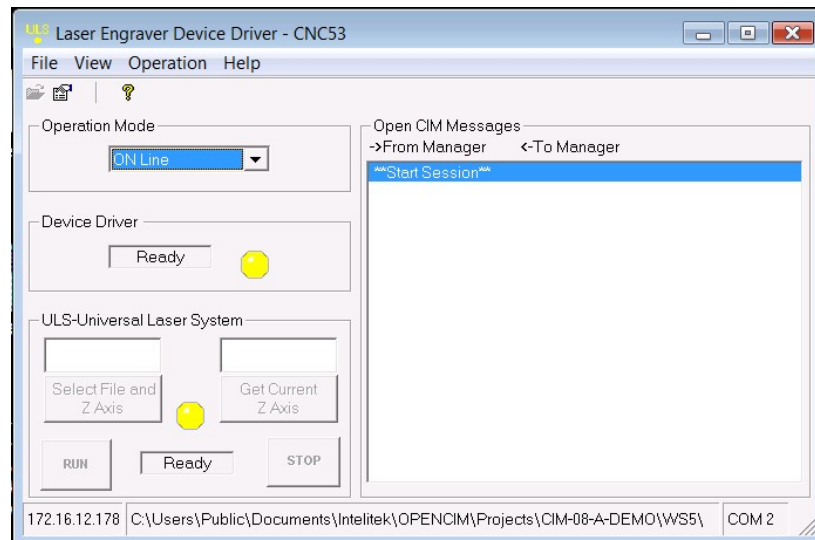 ULS Laser Engraver Device Driver - CNC53
File View Operation Help
?
Operation Mode
ON Line
Device Driver
Ready
ULS-Universal Laser System
Select File and
Z Axis
Get Current
Z Axis
RUN
Ready
STOP
Open CIM Messages
->From Manager <-To Manager
**Start Session**
172.16.12.178 C:\Users\Public\Documents\Intelitek\OPENCIM\Projects\CIM-08-A-DEMO\WS5\ COM 2